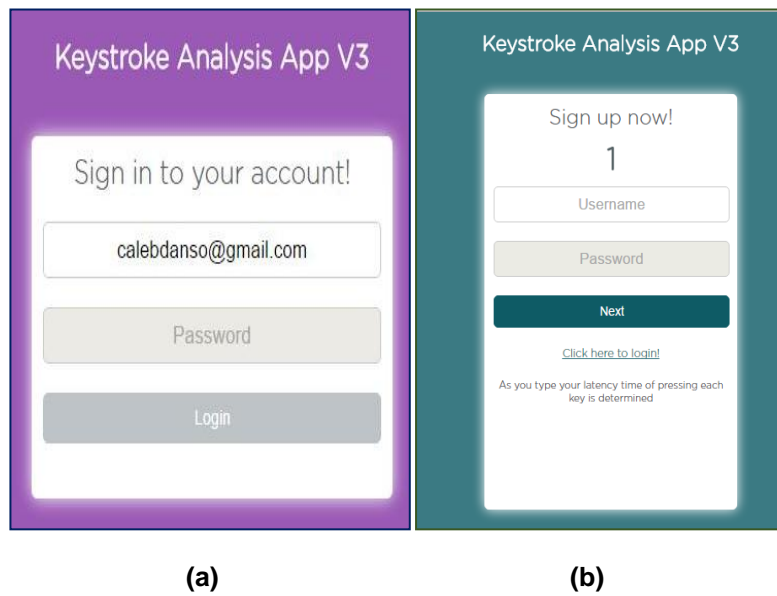 Keystroke Analysis App V3
Sign in to your account!
calebdanso@gmail.com
Password
Login
(a)
Keystroke Analysis App V3
Sign up now!
1
Username
Password
Next
Click here to login!
As you type your latency time of pressing each
key is determined
(b)